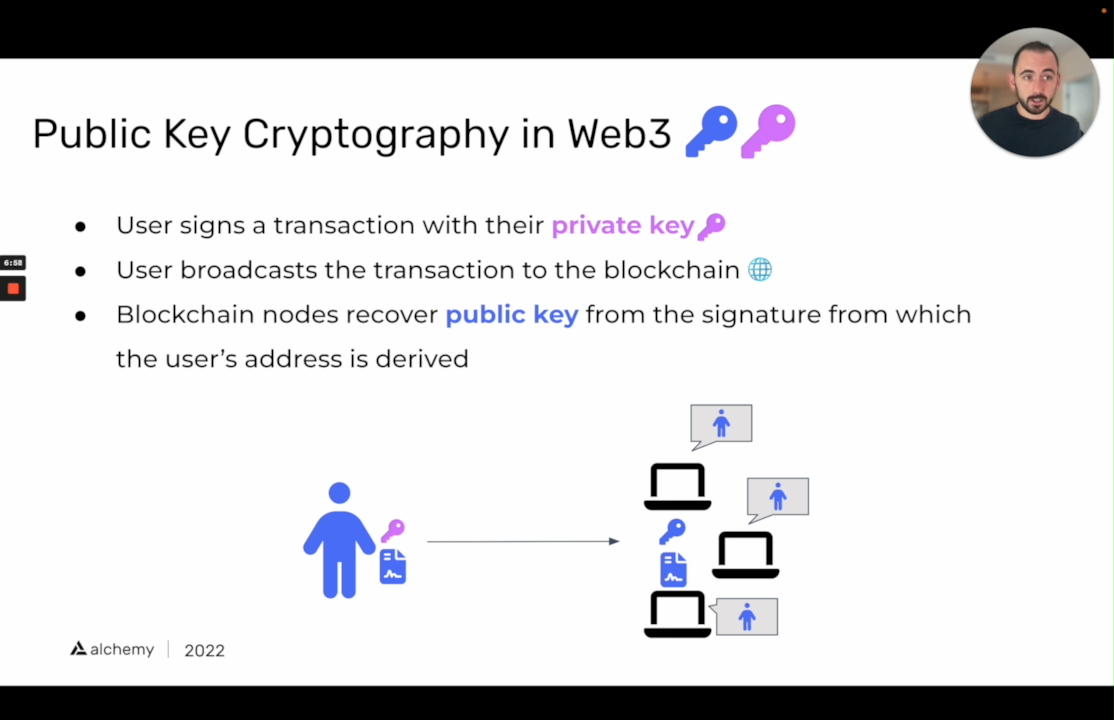 Public Key Cryptography in Web3
User signs a transaction with their private key
User broadcasts the transaction to the blockchain
6:58
Blockchain nodes recover public key from the signature from which
the user's address is derived
alchemy | 2022